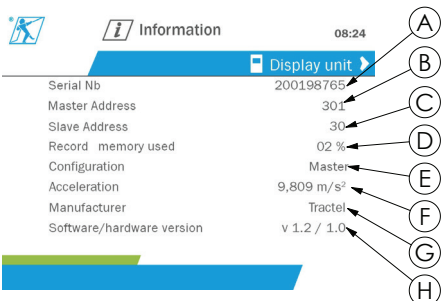 i Information 08:24
Display unit
Serial Nb 200198765
Master Address 301
Slave Address 30
Record memory used 02 %
Configuration Master
Acceleration 9,809 m/s²
Manufacturer Tractel
Software/hardware version v 1.2 / 1.0
A
B
C
D
E
F
G
H